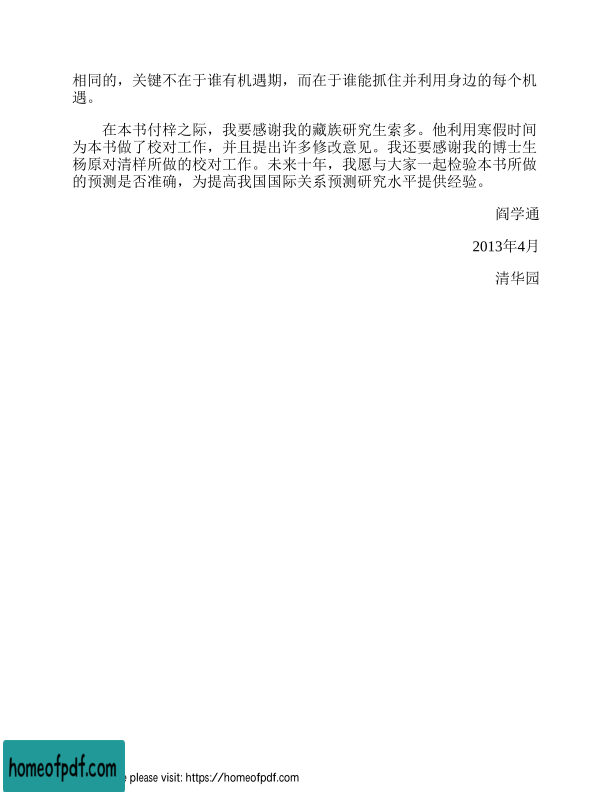 相同的，关键不在于谁有机遇期，而在于谁能抓住并利用身边的每个机
遇。
在本书付梓之际，我要感谢我的藏族研究生索多。他利用寒假时间
为本书做了校对工作，并且提出许多修改意见。我还要感谢我的博士生
杨原对清样所做的校对工作。未来十年，我愿与大家一起检验本书所做
的预测是否准确，为提高我国国际关系预测研究水平提供经验。
阎学通
2013年4月
清华园
homeofpdf.com
please visit: https://homeofpdf.com